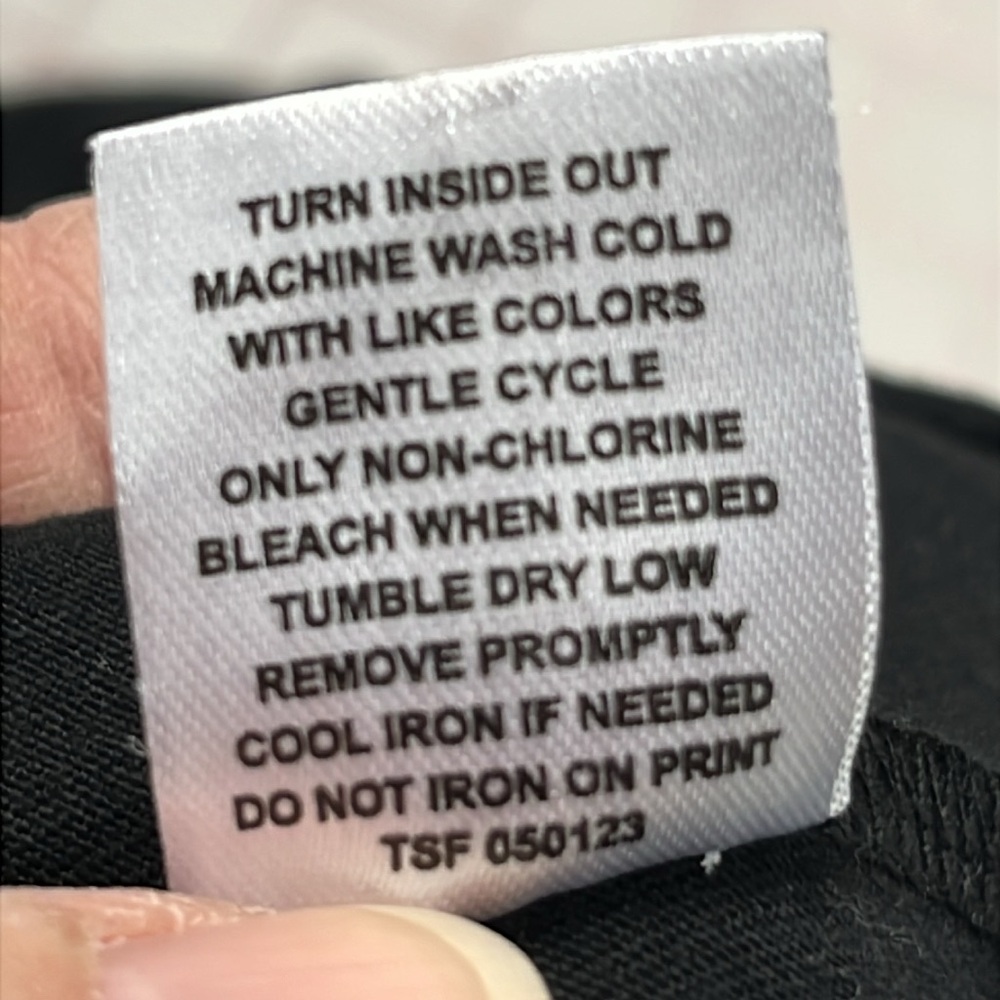 TURN INSIDE OUT
MACHINE WASH COLD
WITH LIKE COLORS
GENTLE CYCLE
ONLY NON-CHLORINE
BLEACH WHEN NEEDED
TUMBLE DRY LOW
REMOVE PROMPTLY
COOL IRON IF NEEDED
DO NOT IRON ON PRINT
TSF 050123